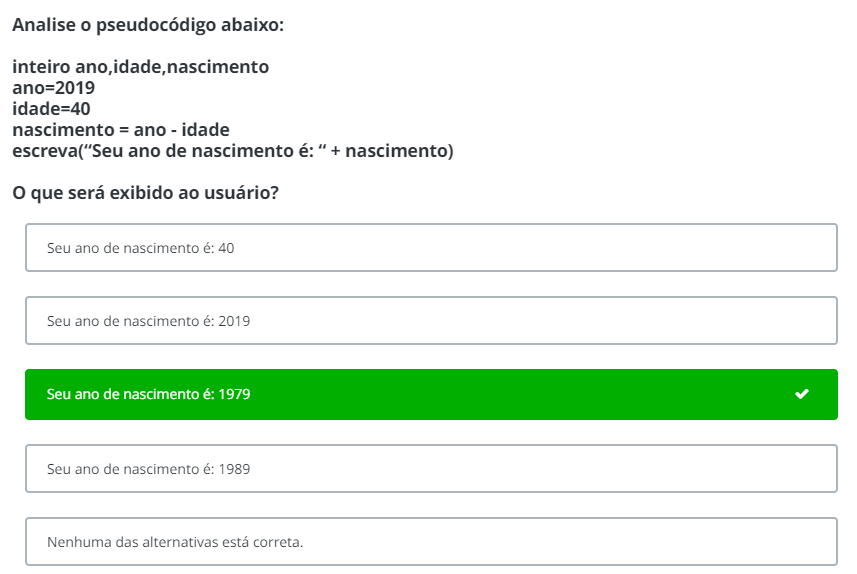 Analise o pseudocódigo abaixo:
inteiro ano,idade,nascimento
ano=2019
idade=40
nascimento = ano - idade
escreva(“Seu ano de nascimento é: “ + nascimento)
O que será exibido ao usuário?
Seu ano de nascimento é: 40
Seu ano de nascimento é: 2019
Seu ano de nascimento é: 1979
Seu ano de nascimento é: 1989
Nenhuma das alternativas está correta.